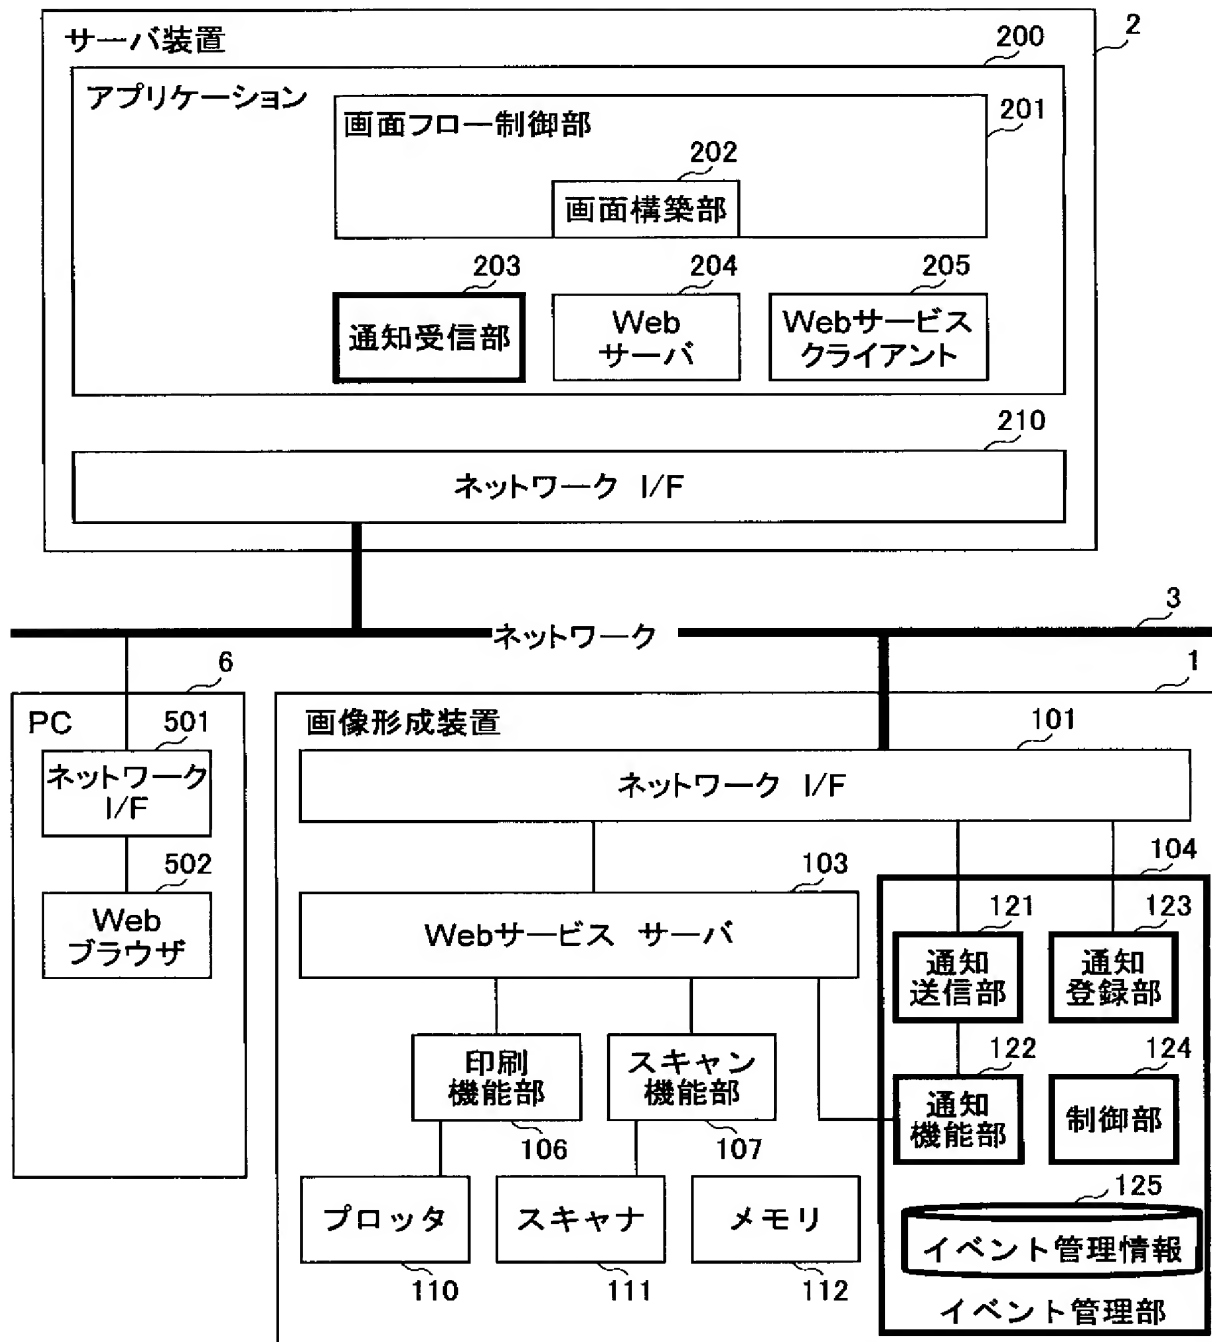 サーバ装置
2
200
アプリケーション
201
画面フロー制御部
202
画面構築部
203
204
205
通知受信部
Web
サーバ
Webサービス
クライアント
210
ネットワーク I/F
3
ネットワーク
6
1
PC
501
ネットワーク
I/F
502
Web
ブラウザ
画像形成装置
101
ネットワーク I/F
103
Webサービス サーバ
104
121
123
通知
送信部
通知
登録部
印刷
機能部
106
スキャン
機能部
107
122
124
通知
機能部
制御部
プロッタ
110
スキャナ
111
メモリ
112
125
イベント管理情報
イベント管理部